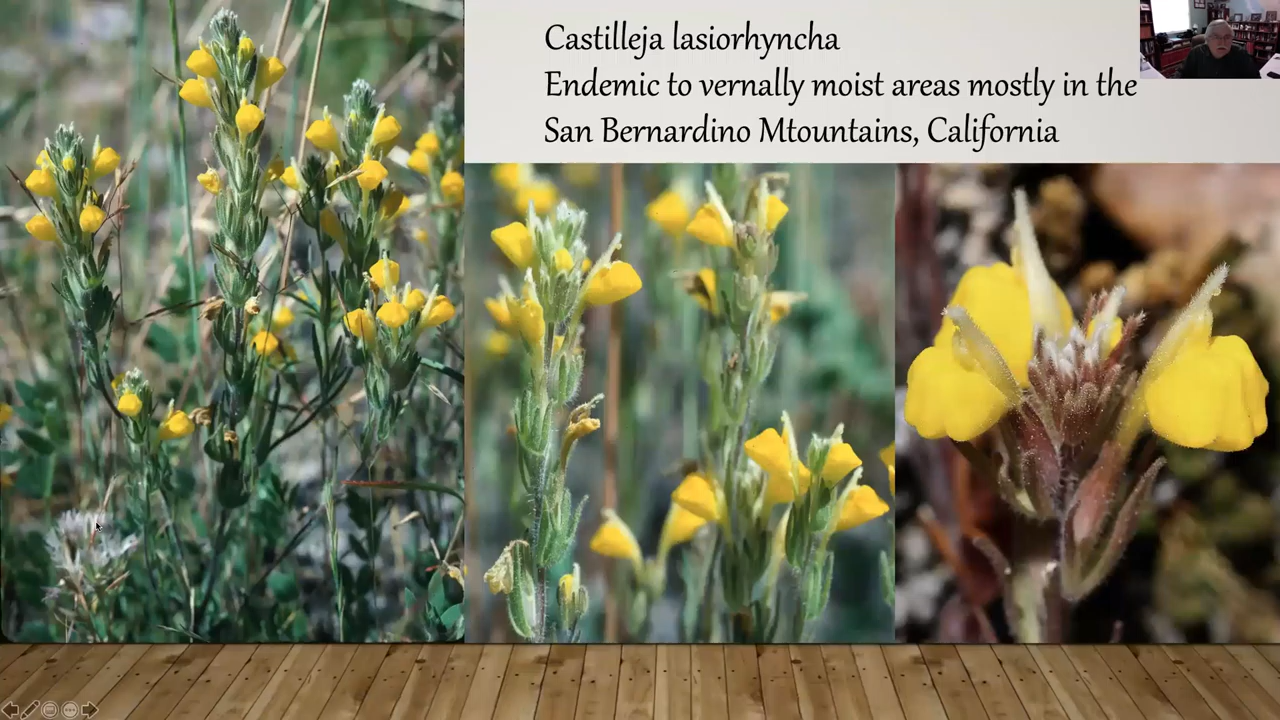 Castilleja lasiorhyncha
Endemic to vernally moist areas mostly in the
San Bernardino Mtountains, California